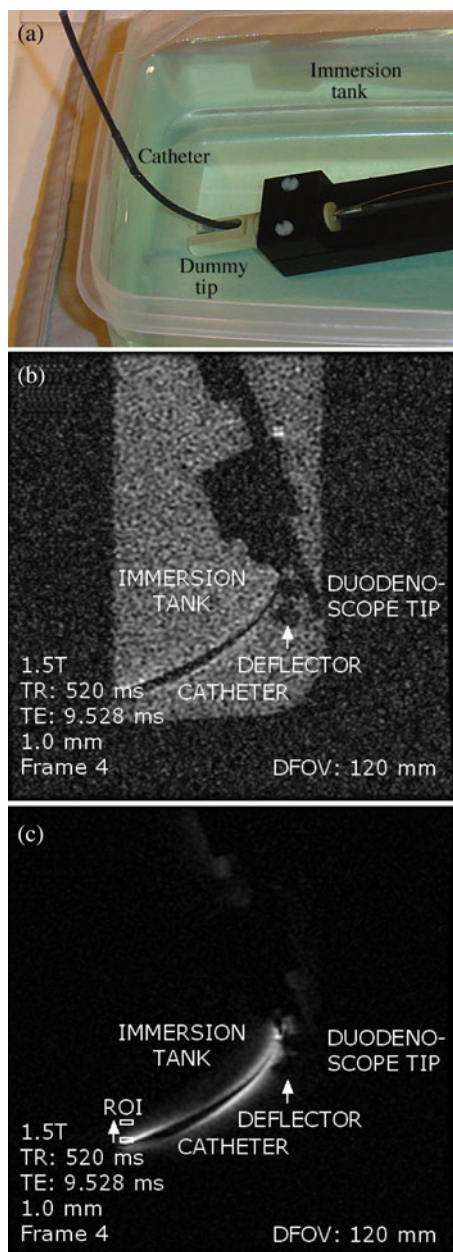 (a)
Immersion
tank
Catheter
Dummy
tip
(b)
IMMERSION
TANK
DUODENO-
SCOPE TIP
DEFLECTOR
CATHETER
1.5T
TR: 520 ms
TE: 9.528 ms
1.0 mm
Frame 4
DFOV: 120 mm
(c)
IMMERSION
TANK
DUODENO-
SCOPE TIP
ROI
DEFLECTOR
CATHETER
1.5T
TR: 520 ms
TE: 9.528 ms
1.0 mm
Frame 4
DFOV: 120 mm